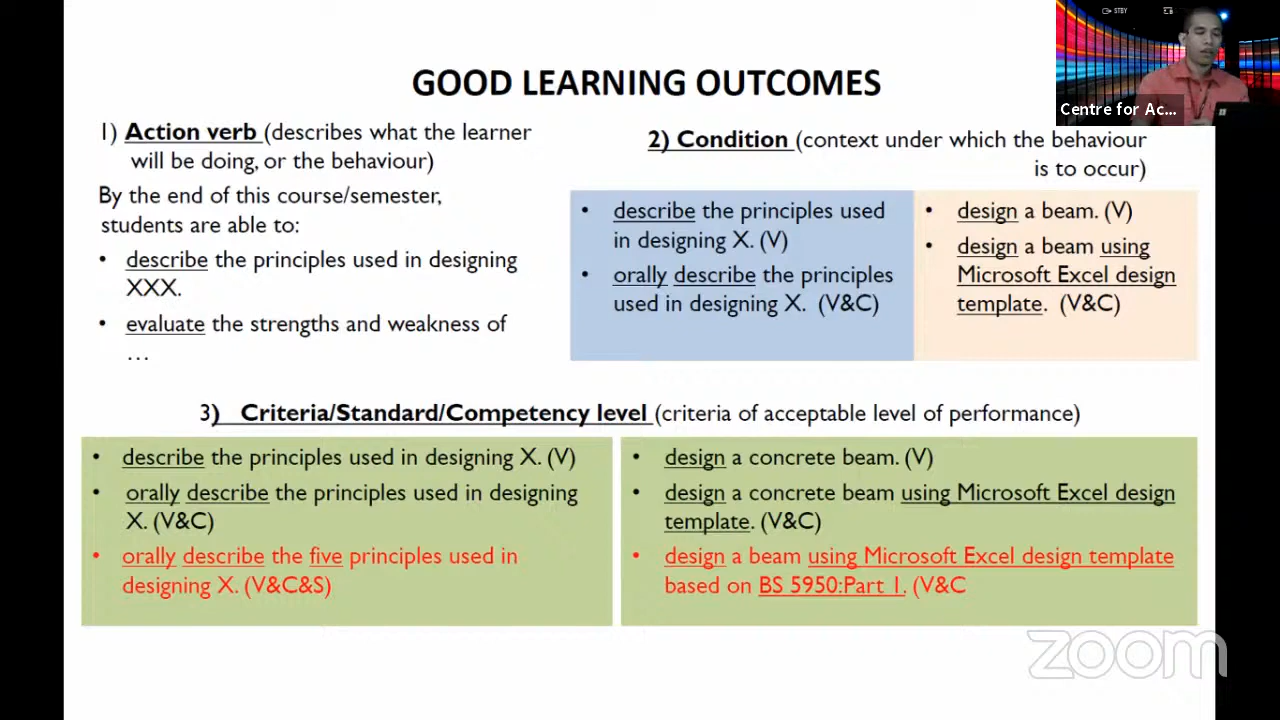 GOOD LEARNING OUTCOMES
1) Action verb (describes what the learner
will be doing, or the behaviour)
By the end of this course/semester,
students are able to:
• describe the principles used in designing
XXX.
• evaluate the strengths and weakness of
…
2) Condition (context under which the behaviour
is to occur)
• describe the principles used
in designing X. (V)
• orally describe the principles
used in designing X. (V&C)
• design a beam. (V)
• design a beam using
Microsoft Excel design
template. (V&C)
3) Criteria/Standard/Competency level (criteria of acceptable level of performance)
• describe the principles used in designing X. (V)
• orally describe the principles used in designing
X. (V&C)
• orally describe the five principles used in
designing X. (V&C&S)
• design a concrete beam. (V)
• design a concrete beam using Microsoft Excel design
template. (V&C)
• design a beam using Microsoft Excel design template
based on BS 5950:Part 1. (V&C
STBY
Centre for Ac...
zoom